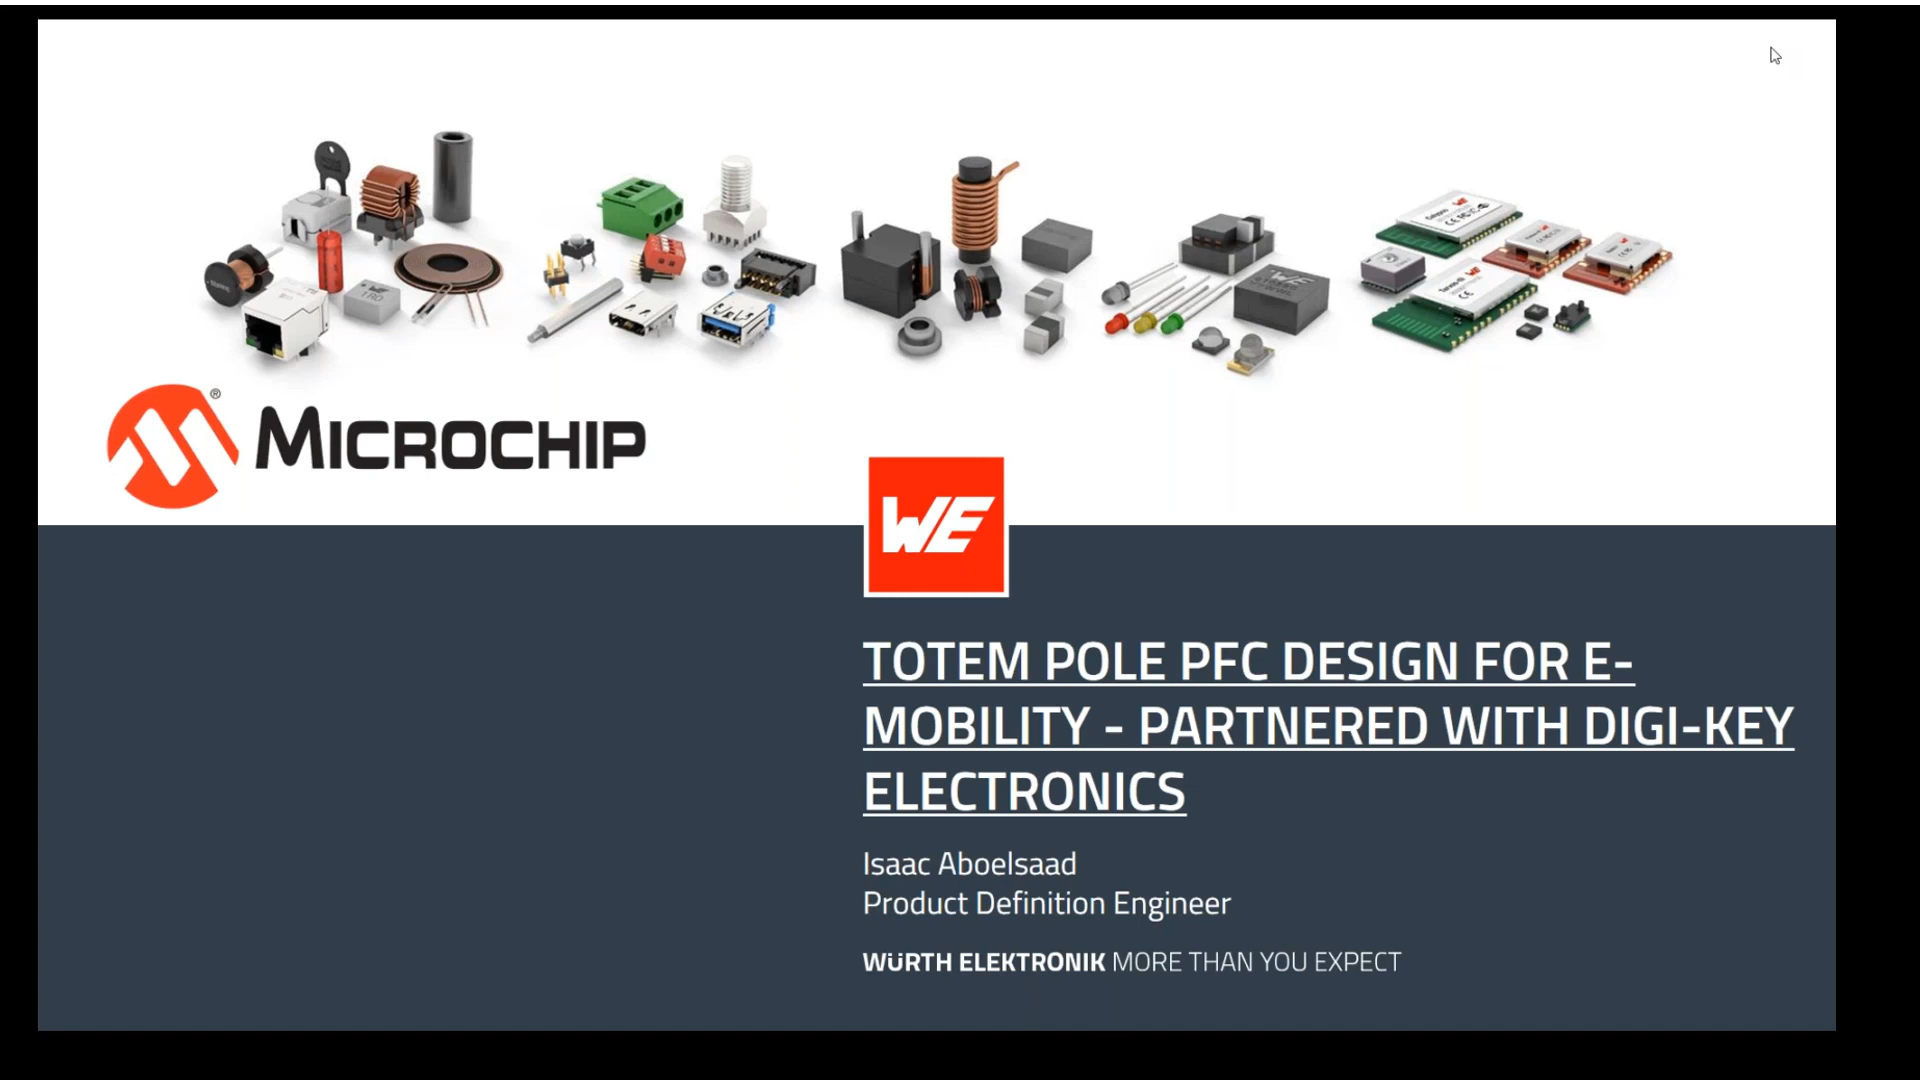 MICROCHIP
®
WE
TOTEM POLE PFC DESIGN FOR E-
MOBILITY - PARTNERED WITH DIGI-KEY
ELECTRONICS
Isaac Aboelsaad
Product Definition Engineer
WÜRTH ELEKTRONIK MORE THAN YOU EXPECT